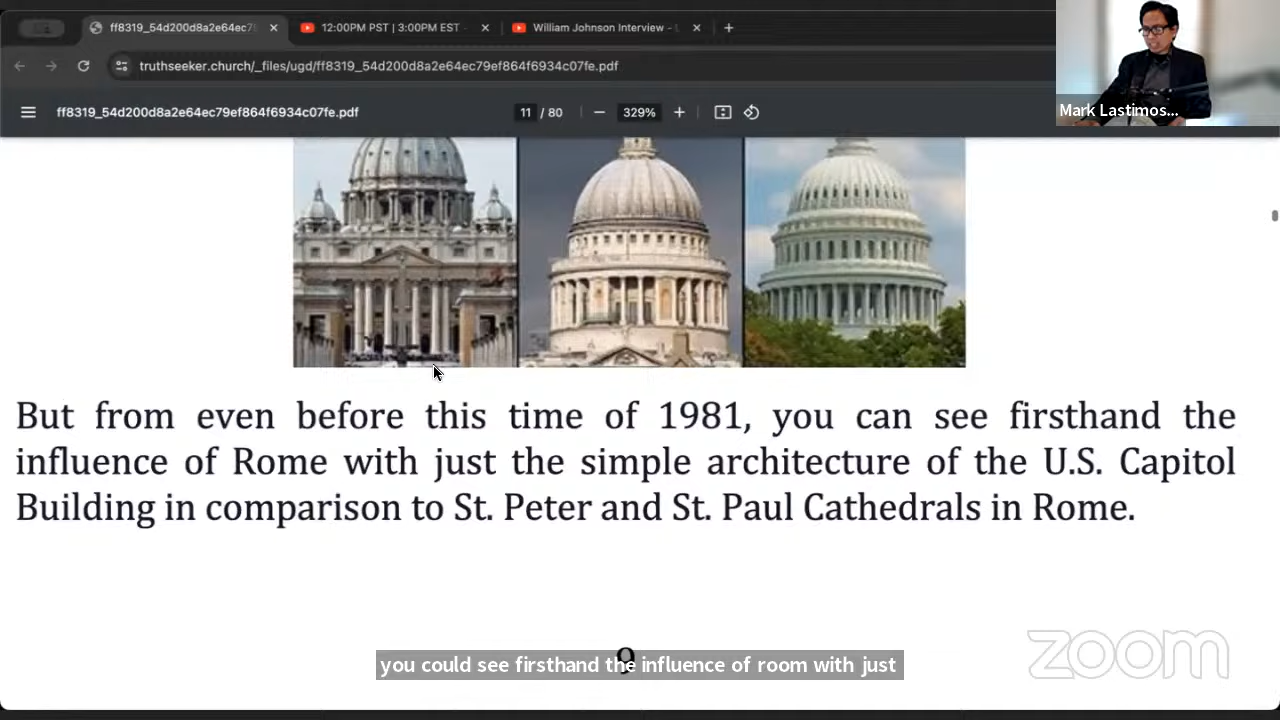 ff8319_54d200d8a2e64ec7
12:00PM PST | 3:00PM EST -
William Johnson Interview -
truthseeker.church/_files/ugd/ff8319_54d200d8a2e64ec79ef864f6934c07fe.pdf
ff8319_54d200d8a2e64ec79ef864f6934c07fe.pdf
11 / 80
329%
Mark Lastimos...
But from even before this time of 1981, you can see firsthand the
influence of Rome with just the simple architecture of the U.S. Capitol
Building in comparison to St. Peter and St. Paul Cathedrals in Rome.
9
you could see firsthand the influence of room with just
zoom